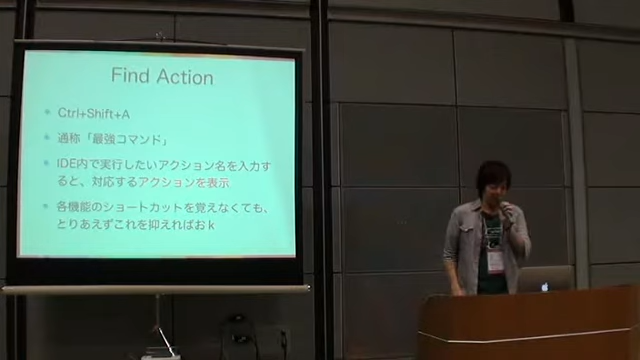 Find Action
Ctrl+Shift+A
通称「最強コマンド」
IDE内で実行したいアクション名を入力す
ると、対応するアクションを表示
各機能のショートカットを覚えなくても、
とりあえずこれを抑えればおｋ